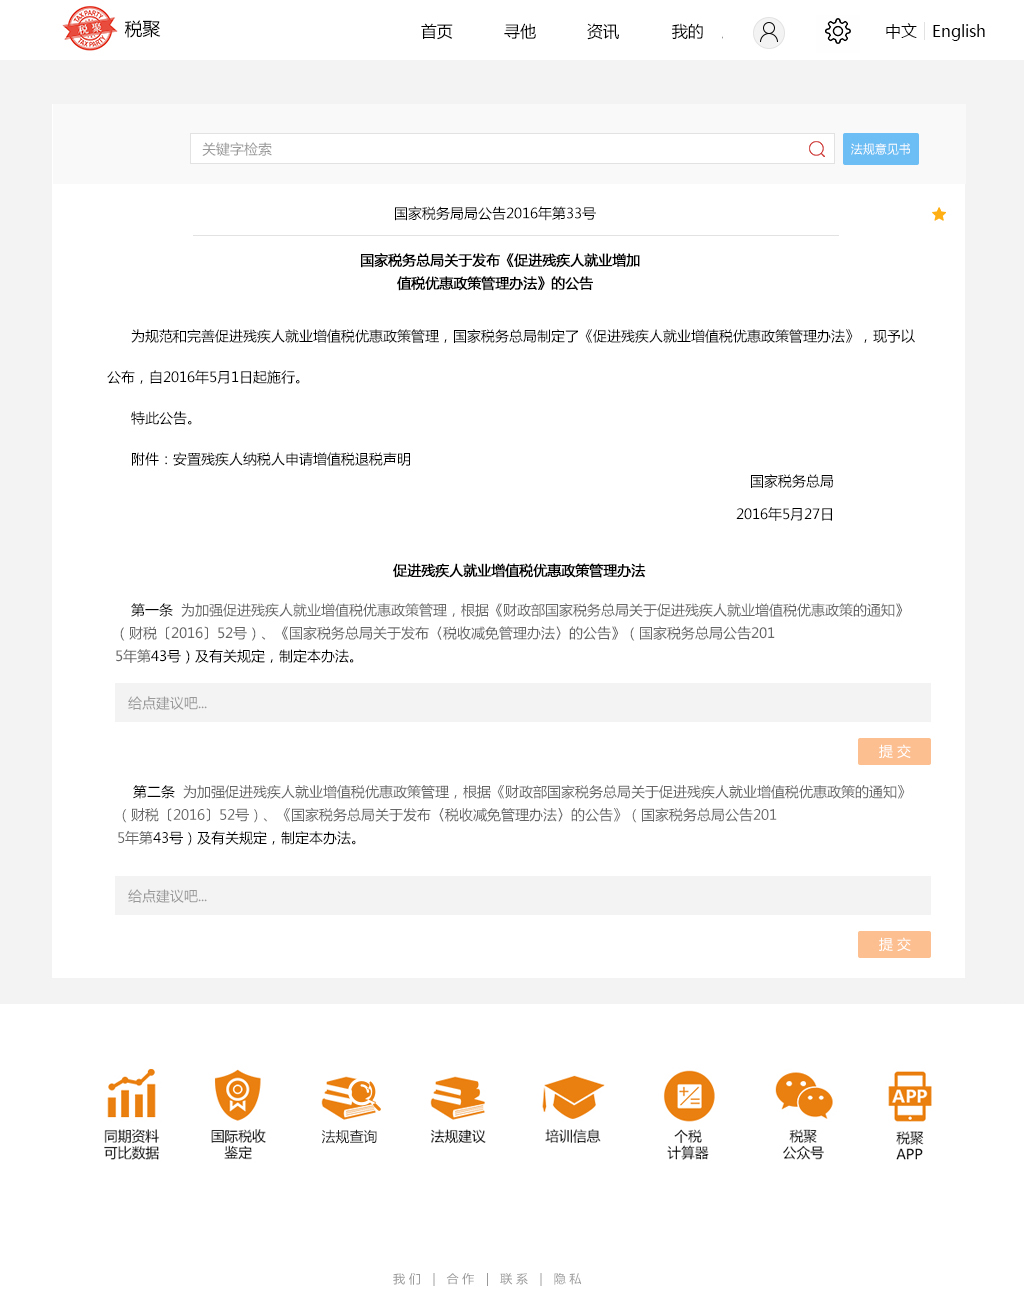 TAX PARTY
税 聚
TAX PARTY
税聚
首页
寻他
资讯
我的
中文
English
关键字检索
法规意见书
国家税务局局公告2016年第33号
国家税务总局关于发布《促进残疾人就业增加
值税优惠政策管理办法》的公告
为规范和完善促进残疾人就业增值税优惠政策管理，国家税务总局制定了《促进残疾人就业增值税优惠政策管理办法》，现予以
公布，自2016年5月1日起施行。
特此公告。
附件：安置残疾人纳税人申请增值税退税声明
国家税务总局
2016年5月27日
促进残疾人就业增值税优惠政策管理办法
第一条 为加强促进残疾人就业增值税优惠政策管理，根据《财政部国家税务总局关于促进残疾人就业增值税优惠政策的通知》
（财税〔2016〕52号）、《国家税务总局关于发布〈税收减免管理办法〉的公告》（国家税务总局公告201
5年第43号）及有关规定，制定本办法。
给点建议吧...
提 交
第二条 为加强促进残疾人就业增值税优惠政策管理，根据《财政部国家税务总局关于促进残疾人就业增值税优惠政策的通知》
（财税〔2016〕52号）、《国家税务总局关于发布〈税收减免管理办法〉的公告》（国家税务总局公告201
5年第43号）及有关规定，制定本办法。
给点建议吧...
提 交
APP
同期资料
可比数据
国际税收
鉴定
法规查询
法规建议
培训信息
个税
计算器
税聚
公众号
税聚
APP
我们 | 合作 | 联系 | 隐私